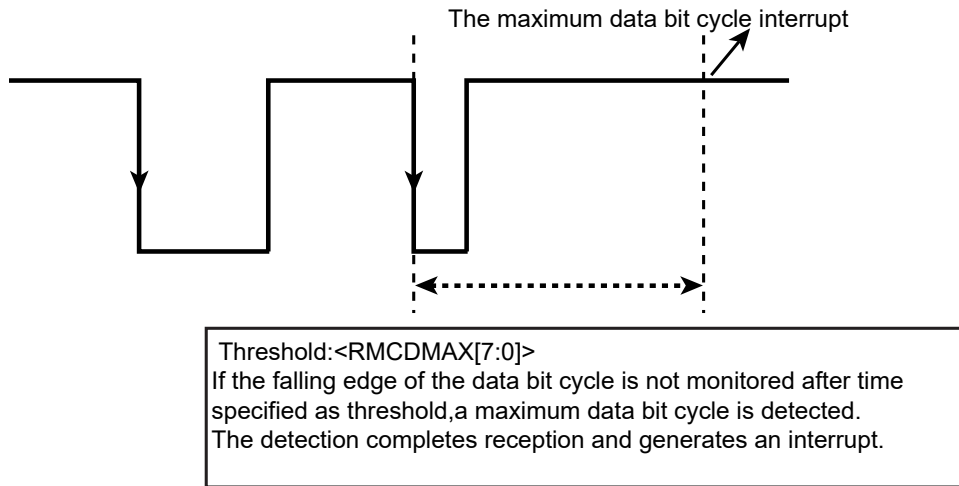 The maximum data bit cycle interrupt
Threshold:<RMCDMAX[7:0]>
If the falling edge of the data bit cycle is not monitored after time
specified as threshold,a maximum data bit cycle is detected.
The detection completes reception and generates an interrupt.